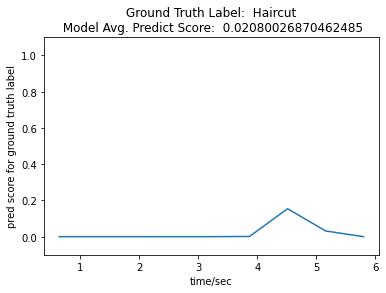 Ground Truth Label:  Haircut
Model Avg. Predict Score:  0.02080026870462485
1.0
0.8
0.6
0.4
0.2
0.0
pred score for ground truth label
1 2 3 4 5 6
time/sec